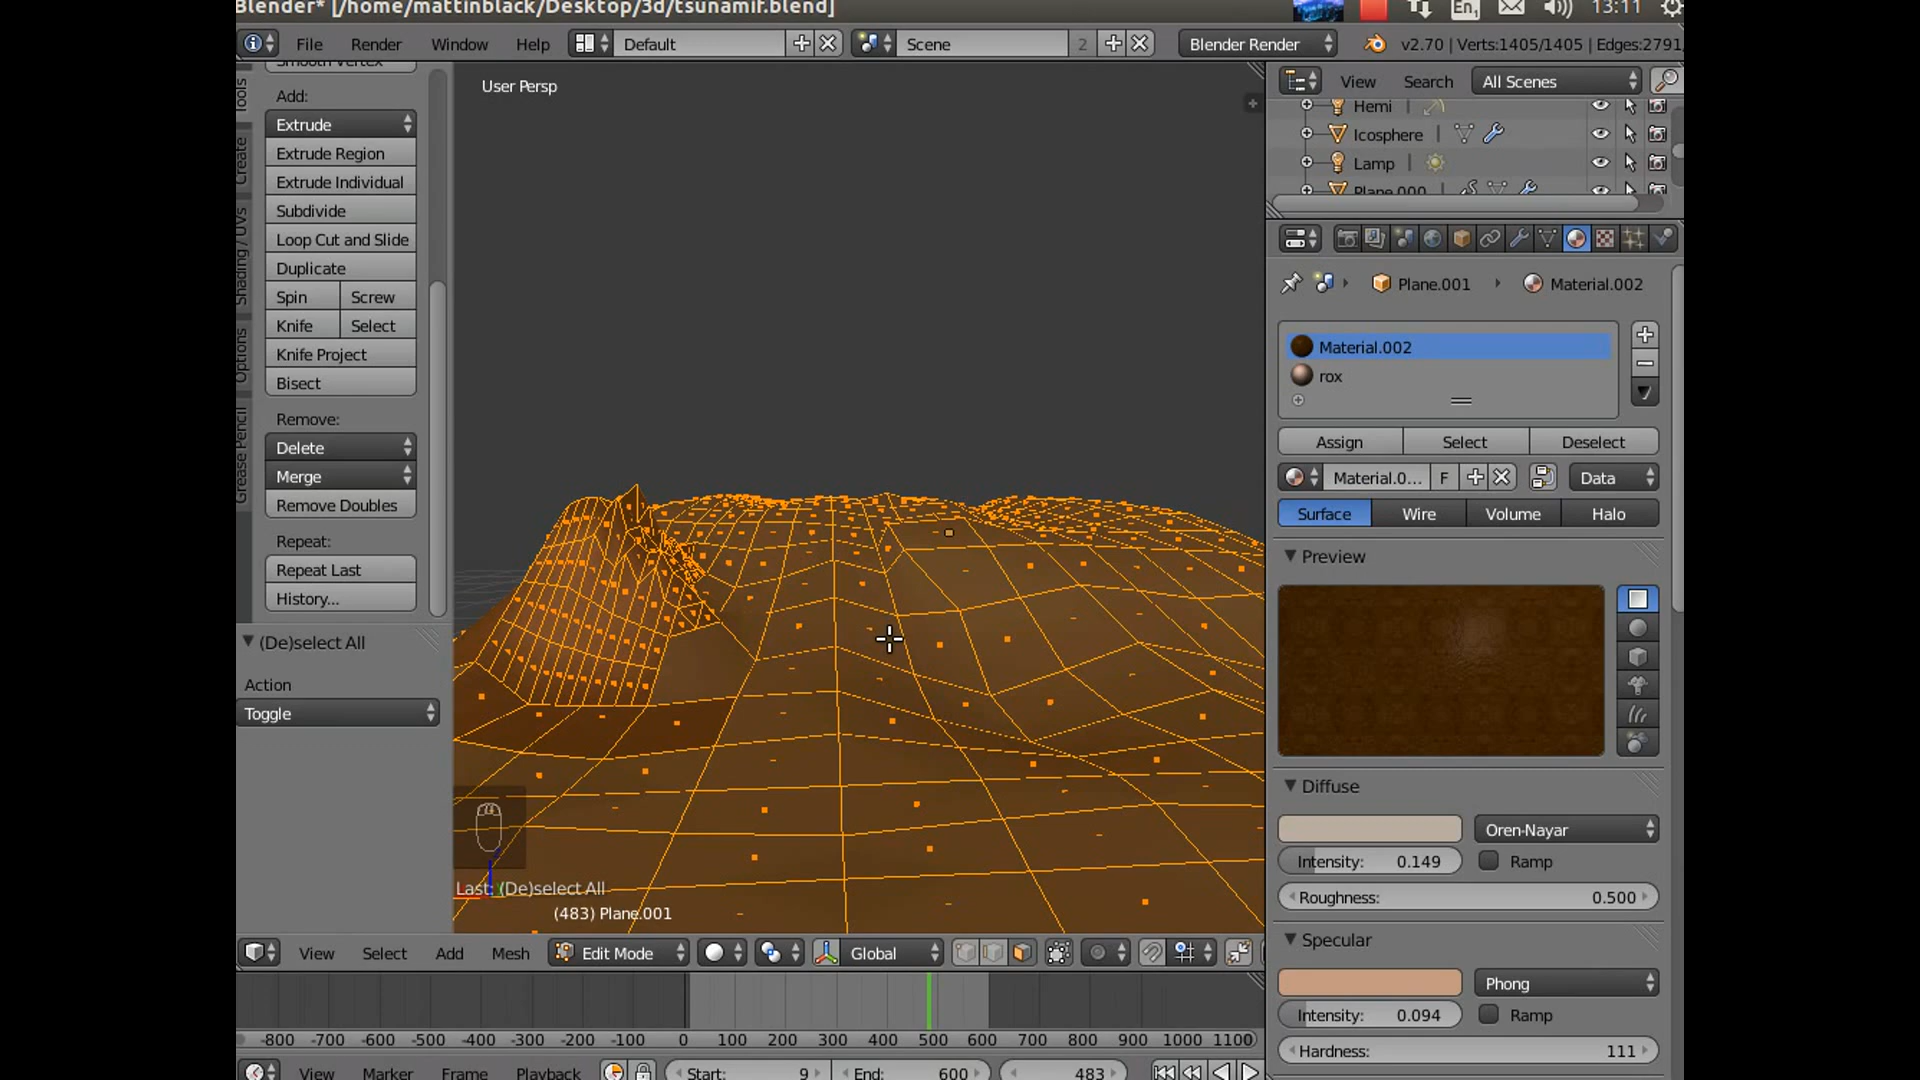 Blender* [/home/mattinblack/Desktop/3d/tsunamif.blend]
En1
13:11
File Render Window Help Default Scene 2 Blender Render v2.70 | Verts:1405/1405 | Edges:2791
Smooth Vertex
Add:
Extrude
Extrude Region
Extrude Individual
Subdivide
Loop Cut and Slide
Duplicate
Spin Screw
Knife Select
Knife Project
Bisect
Remove:
Delete
Merge
Remove Doubles
Repeat:
Repeat Last
History...
Tools
Create
Shading / UVs
Options
Grease Pencil
(De)select All
Action
Toggle
User Persp
Last: (De)select All
(483) Plane.001
View Select Add Mesh Edit Mode Global
-800 -700 -600 -500 -400 -300 -200 -100 0 100 200 300 400 500 600 700 800 900 1000 1100
View Marker Frame Playback Start: 9 End: 600 483
View Search All Scenes
Hemi
Icosphere
Lamp
Plane.000
Plane.001 Material.002
Material.002
rox
Assign Select Deselect
Material.0... F Data
Surface Wire Volume Halo
Preview
Diffuse
Oren-Nayar
Intensity: 0.149 Ramp
Roughness: 0.500
Specular
Phong
Intensity: 0.094 Ramp
Hardness: 111